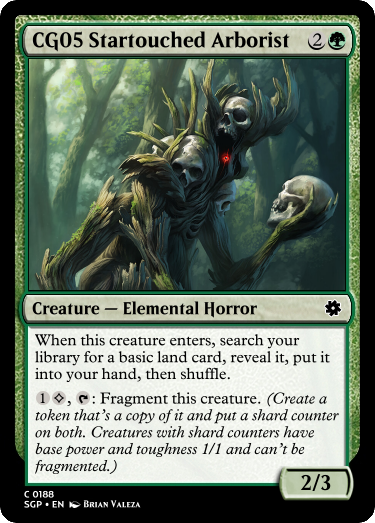 CG05 Startouched Arborist 2
Creature — Elemental Horror
When this creature enters, search your
library for a basic land card, reveal it, put it
into your hand, then shuffle.
1 , : Fragment this creature. (Create a
token that's a copy of it and put a shard counter
on both. Creatures with shard counters have
base power and toughness 1/1 and can't be
fragmented.)
2/3
C 0188
SGP • EN Brian Valeza